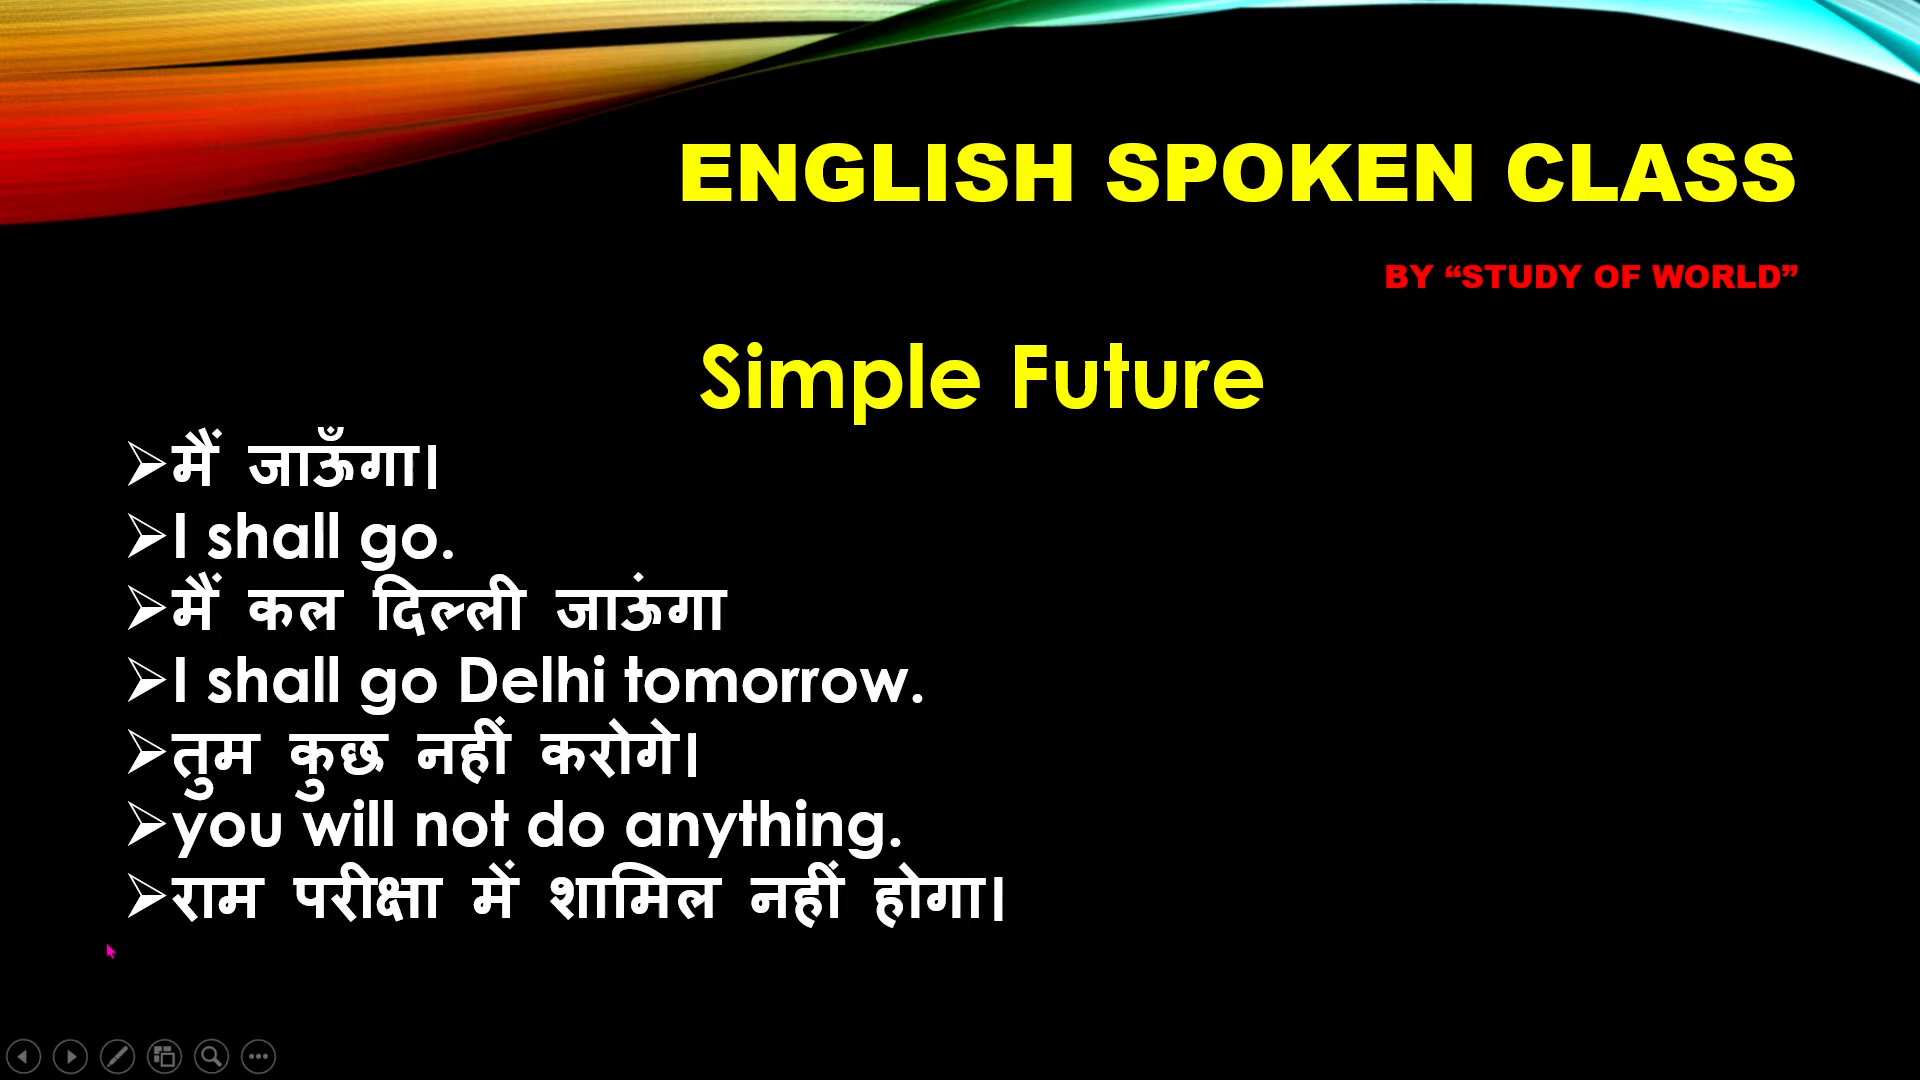 ENGLISH SPOKEN CLASS
BY “STUDY OF WORLD”
Simple Future
➢मैं जाऊँगा।
➢I shall go.
➢मैं कल दिल्ली जाऊंगा
➢I shall go Delhi tomorrow.
➢तुम कुछ नहीं करोगे।
➢you will not do anything.
➢राम परीक्षा में शामिल नहीं होगा।